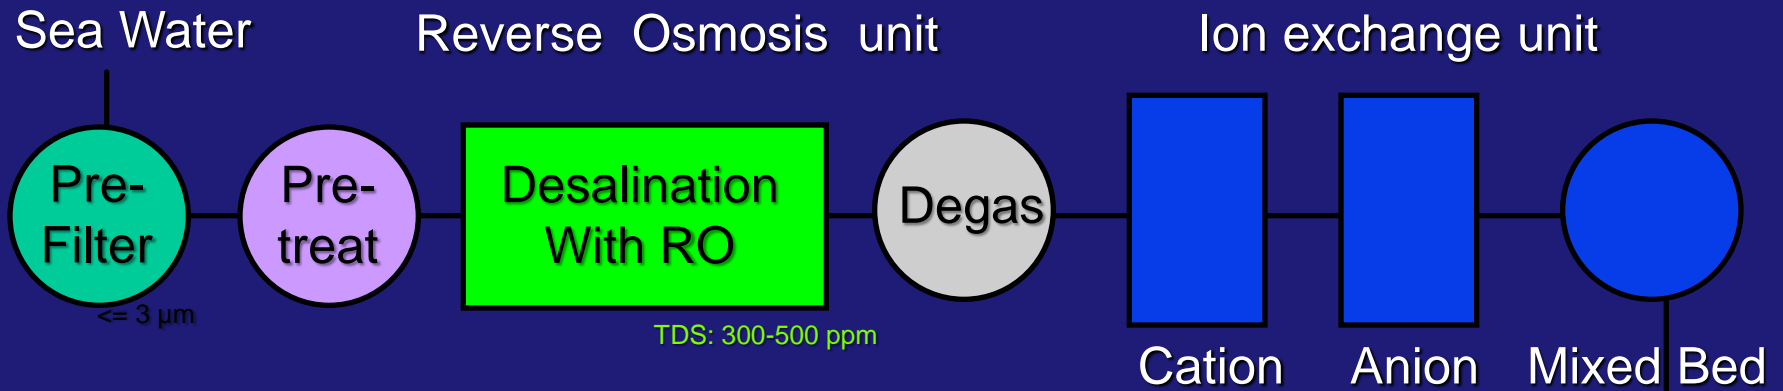 Sea Water
Reverse Osmosis unit
Ion exchange unit
Pre-
Filter
<= 3 µm
Pre-
treat
Desalination
With RO
TDS: 300-500 ppm
Degas
Cation
Anion
Mixed Bed